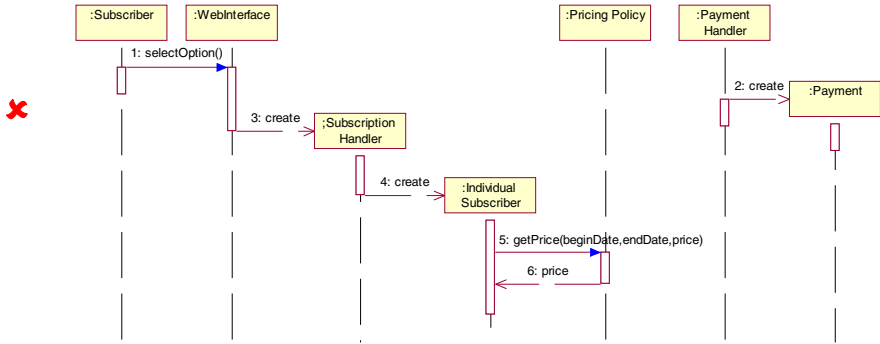 :Subscriber
:WebInterface
:Pricing Policy
:Payment
Handler
1: selectOption()
2: create
:Payment
3: create
;Subscription
Handler
4: create
:Individual
Subscriber
5: getPrice(beginDate,endDate,price)
6: price